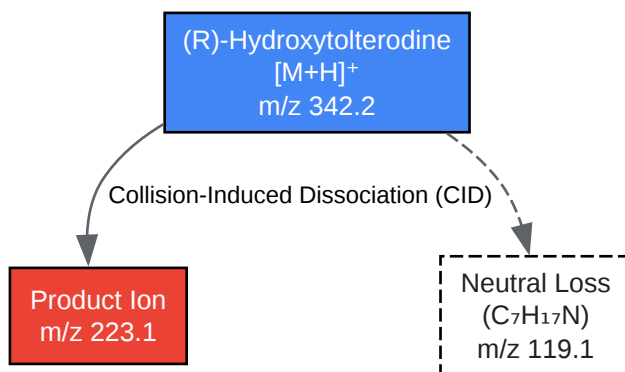 (R)-Hydroxytolterodine
[M+H]⁺
m/z 342.2
Collision-Induced Dissociation (CID)
Product Ion
m/z 223.1
Neutral Loss
(C₇H₁₇N)
m/z 119.1